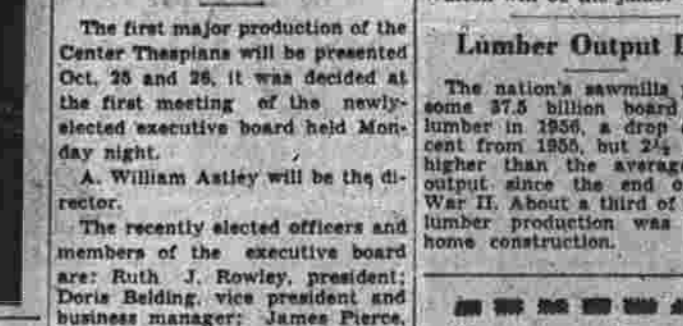 The first major production of the
Center Thespians will be presented
Oct. 25 and 26, it was decided at
the first meeting of the newly-
elected executive board held Mon-
day night.
A. William Astley will be the di-
rector.
The recently elected officers and
members of the executive board
are: Ruth J. Rowley, president;
Doris Belding, vice president and
business manager; James Pierce,
Lumber Output
The nation's sawmills
some 37.5 billion board
lumber in 1956, a drop
cent from 1955, but 2½
higher than the average
output since the end o
War II. About a third of
lumber production was
home construction.